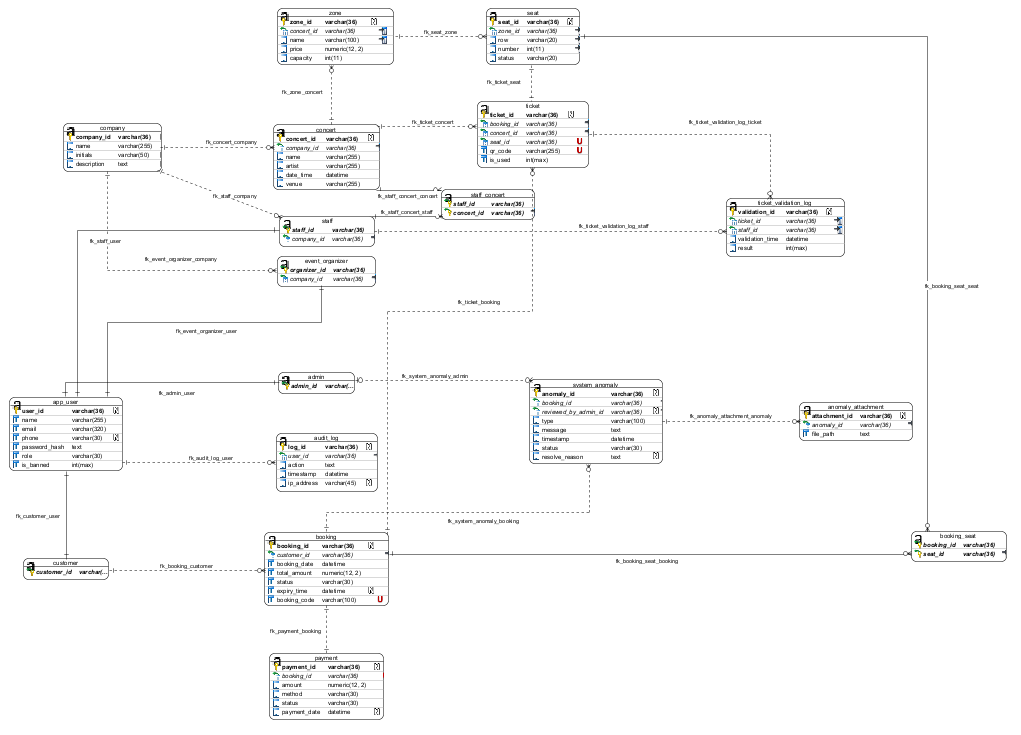 zone
zone_id varchar(36)
concert_id varchar(36)
name varchar(100)
price numeric(12, 2)
capacity int(11)
fk_seat_zone
seat
seat_id varchar(36)
zone_id varchar(36)
row varchar(20)
number int(11)
status varchar(20)
fk_zone_concert
fk_ticket_seat
ticket
ticket_id varchar(36)
booking_id varchar(36)
concert_id varchar(36)
seat_id varchar(36) U
qr_code varchar(255) U
is_used int(max)
fk_ticket_concert
fk_ticket_validation_log_ticket
company
company_id varchar(36)
name varchar(255)
initials varchar(50)
description text
fk_concert_company
concert
concert_id varchar(36)
company_id varchar(36)
name varchar(255)
artist varchar(255)
date_time datetime
venue varchar(255)
fk_staff_company
fk_staff_concert_concert
staff_concert
staff_id varchar(36)
concert_id varchar(36)
fk_staff_concert_staff
staff
staff_id varchar(36)
company_id varchar(36)
fk_ticket_validation_log_staff
ticket_validation_log
validation_id varchar(36)
ticket_id varchar(36)
staff_id varchar(36)
validation_time datetime
result int(max)
fk_staff_user
fk_event_organizer_company
event_organizer
organizer_id varchar(36)
company_id varchar(36)
fk_booking_seat_seat
fk_ticket_booking
fk_event_organizer_user
admin
admin_id varchar(...
fk_admin_user
fk_system_anomaly_admin
system_anomaly
anomaly_id varchar(36)
booking_id varchar(36)
reviewed_by_admin_id varchar(36)
type varchar(100)
message text
timestamp datetime
status varchar(30)
resolve_reason text
fk_anomaly_attachment_anomaly
anomaly_attachment
attachment_id varchar(36)
anomaly_id varchar(36)
file_path text
app_user
user_id varchar(36)
name varchar(255)
email varchar(320)
phone varchar(30)
password_hash text
role varchar(30)
is_banned int(max)
fk_audit_log_user
audit_log
log_id varchar(36)
user_id varchar(36)
action text
timestamp datetime
ip_address varchar(45)
fk_customer_user
fk_system_anomaly_booking
customer
customer_id varchar(...
fk_booking_customer
booking
booking_id varchar(36)
customer_id varchar(36)
booking_date datetime
total_amount numeric(12, 2)
status varchar(30)
expiry_time datetime
booking_code varchar(100) U
fk_booking_seat_booking
booking_seat
booking_id varchar(36)
seat_id varchar(36)
fk_payment_booking
payment
payment_id varchar(36)
booking_id varchar(36)
amount numeric(12, 2)
method varchar(30)
status varchar(30)
payment_date datetime